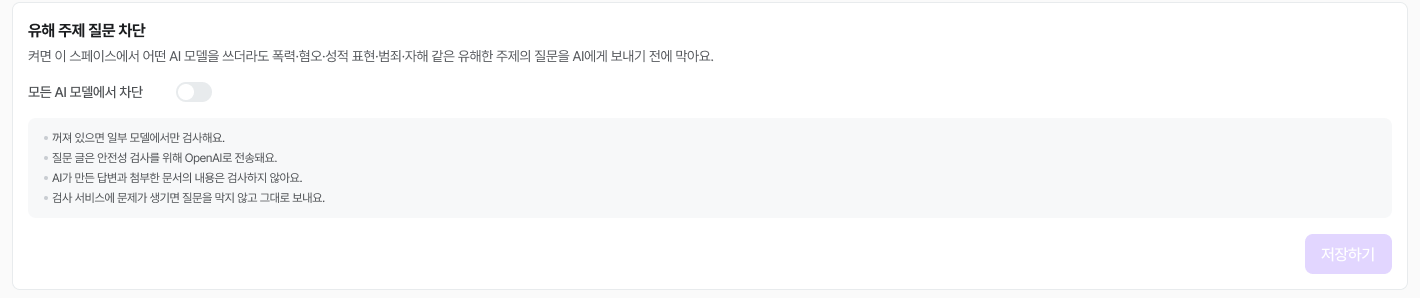 유해 주제 질문 차단
켜면 이 스페이스에서 어떤 AI 모델을 쓰더라도 폭력·혐오·성적 표현·범죄·자해 같은 유해한 주제의 질문을 AI에게 보내기 전에 막아요.
모든 AI 모델에서 차단
꺼져 있으면 일부 모델에서만 검사해요.
질문 글은 안전성 검사를 위해 OpenAI로 전송돼요.
AI가 만든 답변과 첨부한 문서의 내용은 검사하지 않아요.
검사 서비스에 문제가 생기면 질문을 막지 않고 그대로 보내요.
저장하기